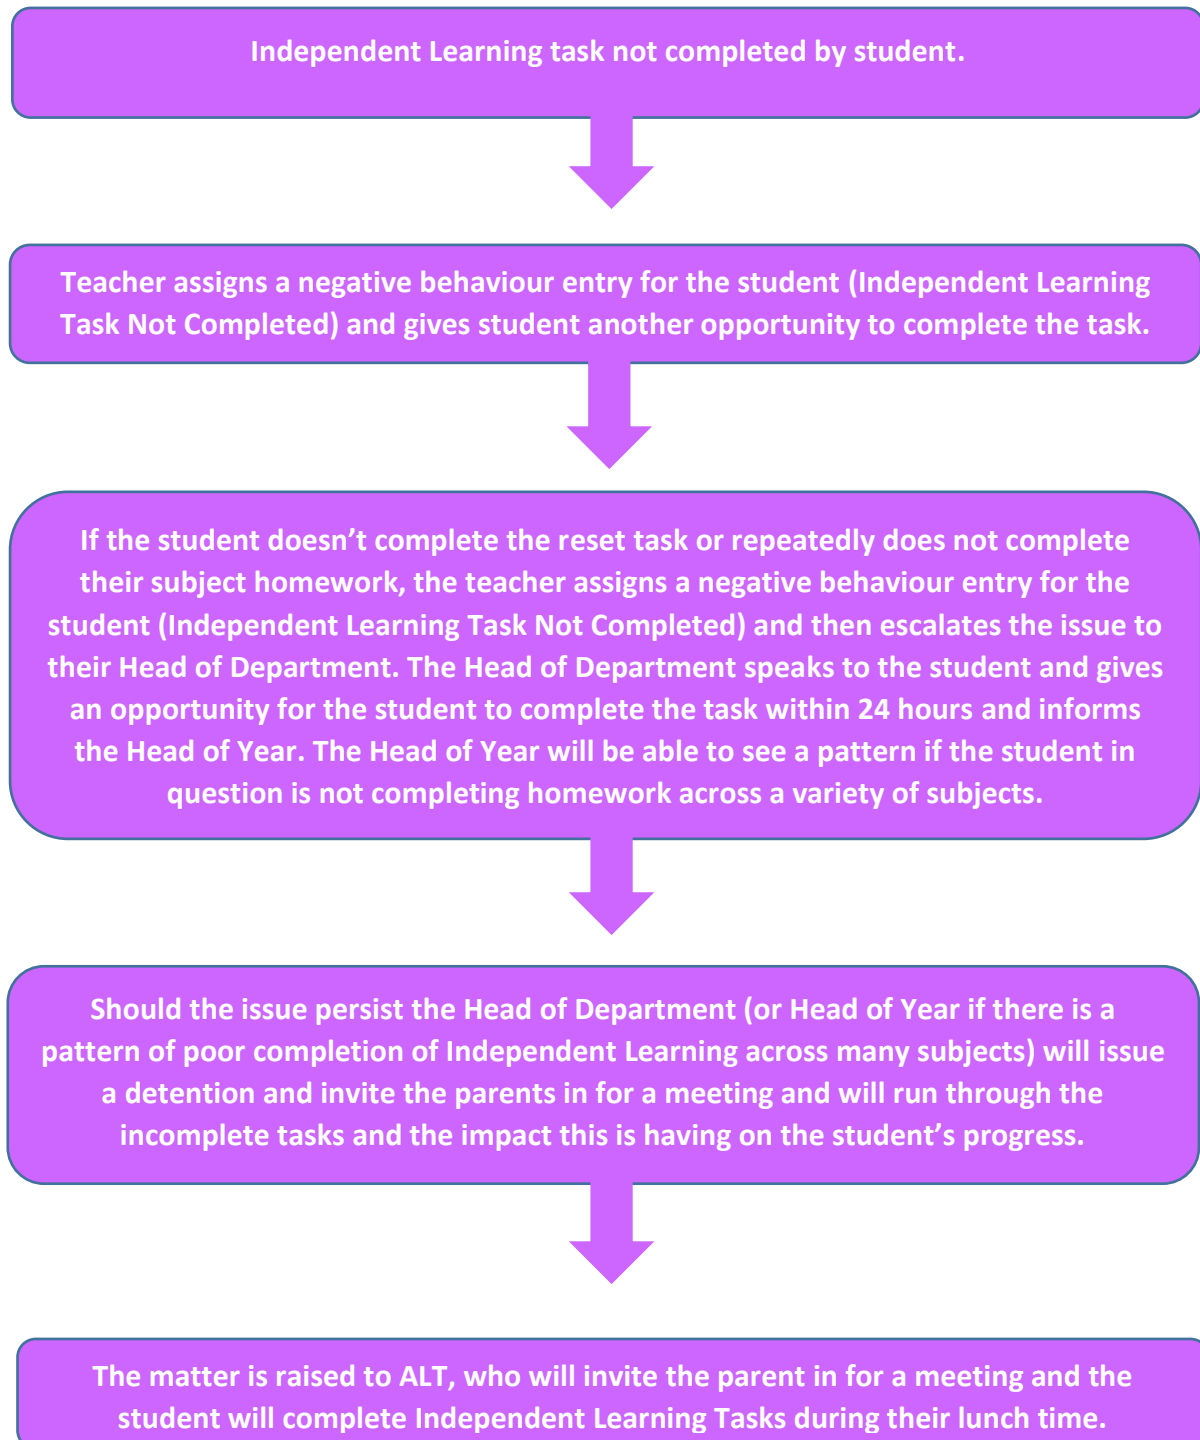 Independent Learning task not completed by student.
Teacher assigns a negative behaviour entry for the student (Independent Learning
Task Not Completed) and gives student another opportunity to complete the task.
If the student doesn’t complete the reset task or repeatedly does not complete
their subject homework, the teacher assigns a negative behaviour entry for the
student (Independent Learning Task Not Completed) and then escalates the issue to
their Head of Department. The Head of Department speaks to the student and gives
an opportunity for the student to complete the task within 24 hours and informs
the Head of Year. The Head of Year will be able to see a pattern if the student in
question is not completing homework across a variety of subjects.
Should the issue persist the Head of Department (or Head of Year if there is a
pattern of poor completion of Independent Learning across many subjects) will issue
a detention and invite the parents in for a meeting and will run through the
incomplete tasks and the impact this is having on the student’s progress.
The matter is raised to ALT, who will invite the parent in for a meeting and the
student will complete Independent Learning Tasks during their lunch time.